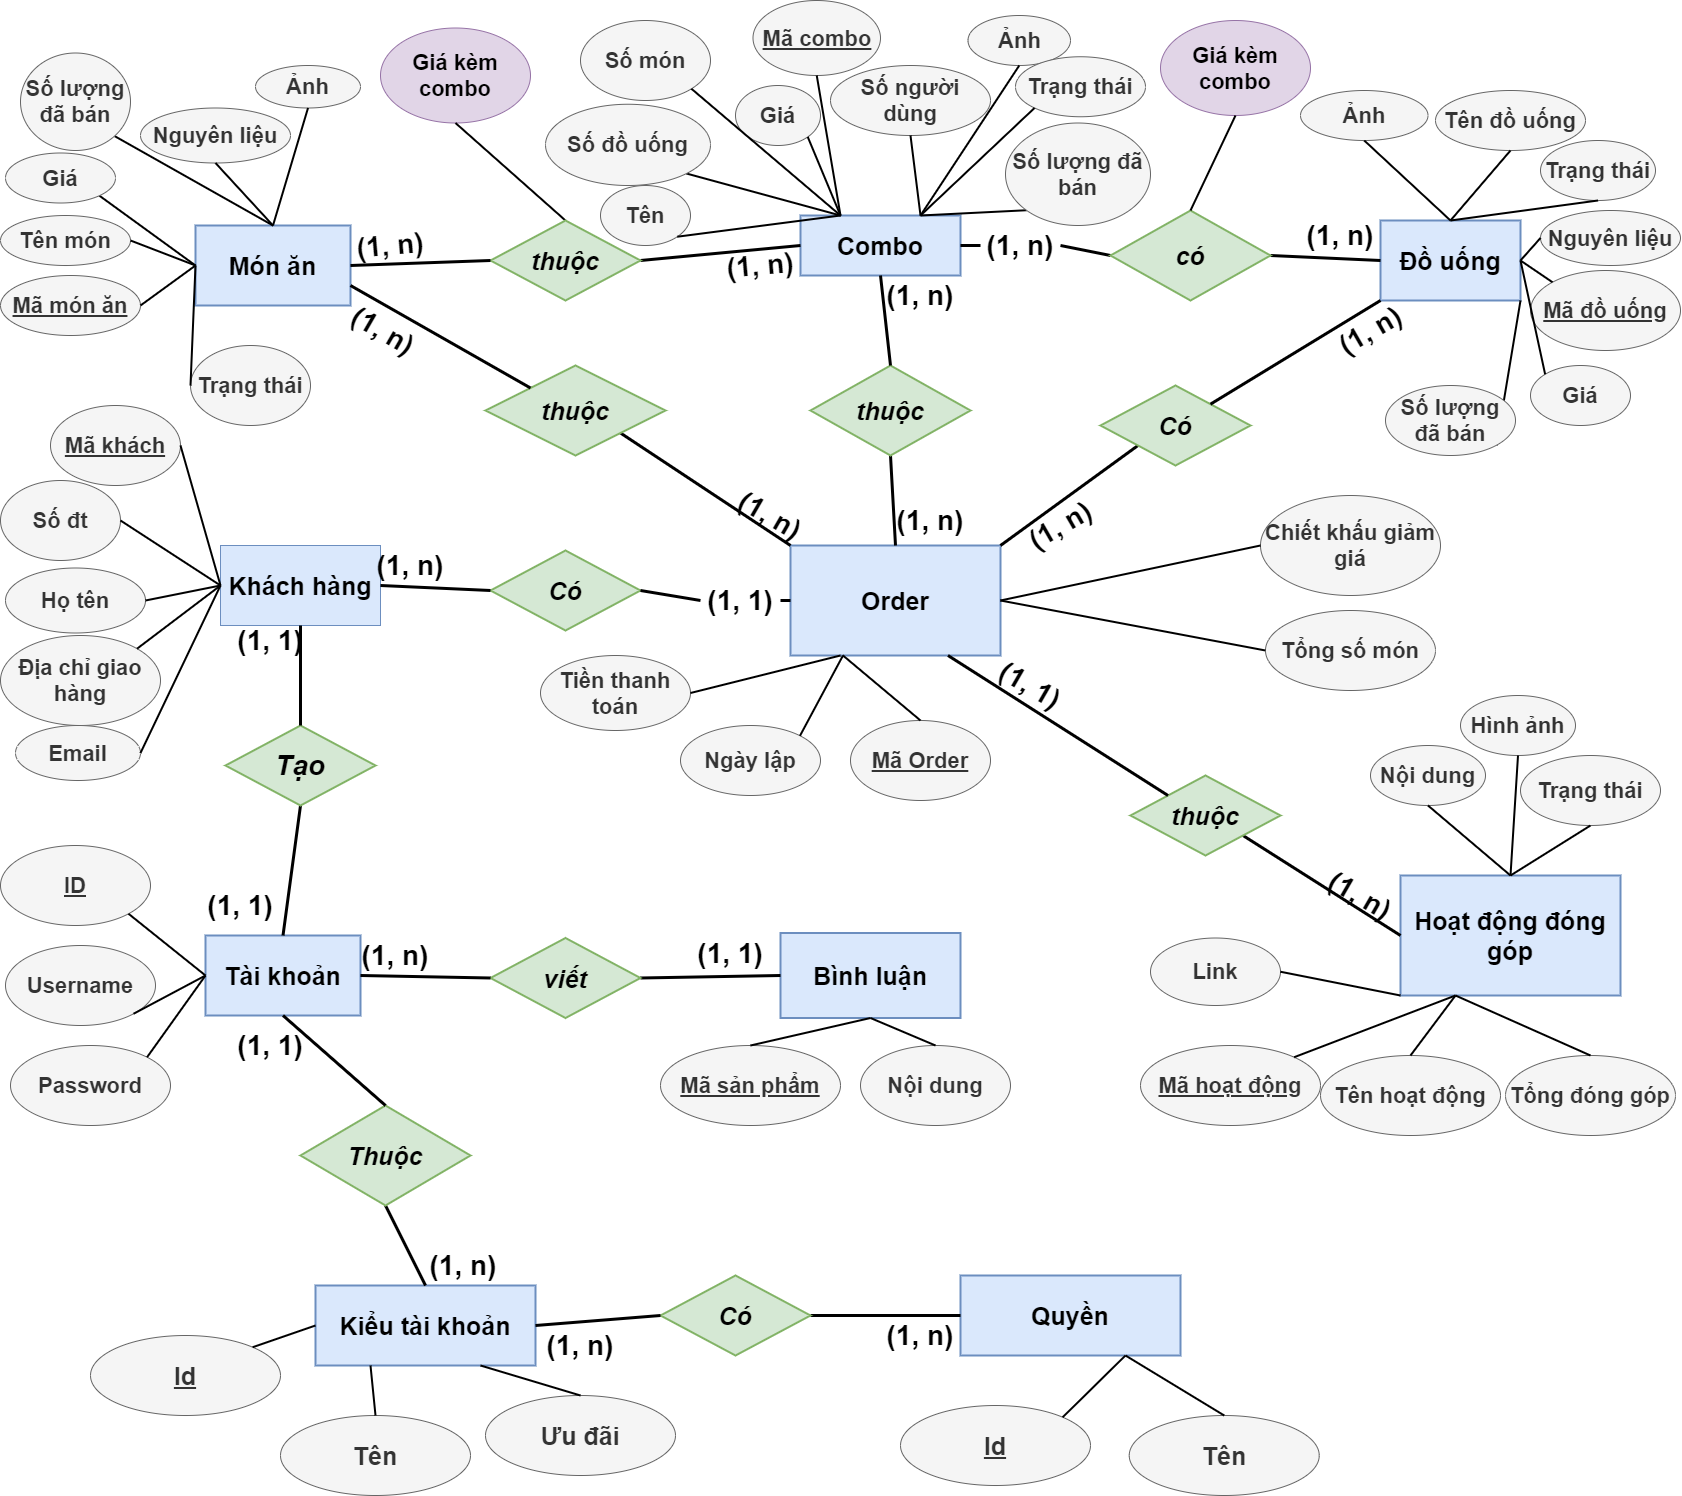 Mã combo
Ảnh
Số món
Giá kèm
combo
Giá kèm
combo
Số lượng
đã bán
Ảnh
Trạng thái
Số người
dùng
Giá
Ảnh
Tên đồ uống
Nguyên liệu
Số đồ uống
Số lượng đã
bán
Trạng thái
Giá
Tên
Tên món
Mã món ăn
Món ăn
(1, n)
thuộc
(1, n)
Combo
(1, n)
có
(1, n)
Đồ uống
Nguyên liệu
Mã đồ uống
(1, n)
(1, n)
(1, n)
Trạng thái
Giá
Số lượng
đã bán
thuộc
thuộc
Có
Mã khách
Số đt
(1, n)
(1, n)
(1, n)
Chiết khấu giảm
giá
Họ tên
Khách hàng
(1, n)
Có
(1, 1)
Order
Tổng số món
(1, 1)
Địa chỉ giao
hàng
Tiền thanh
toán
(1, 1)
Email
Tạo
Ngày lập
Mã Order
Hình ảnh
Nội dung
Trạng thái
thuộc
ID
(1, 1)
(1, n)
Hoạt động đóng
góp
Username
Tài khoản
(1, n)
viết
(1, 1)
Bình luận
Link
(1, 1)
Password
Mã sản phẩm
Nội dung
Mã hoạt động
Tên hoạt động
Tổng đóng góp
Thuộc
(1, n)
Kiểu tài khoản
(1, n)
Có
(1, n)
Quyền
Id
Tên
Ưu đãi
Id
Tên